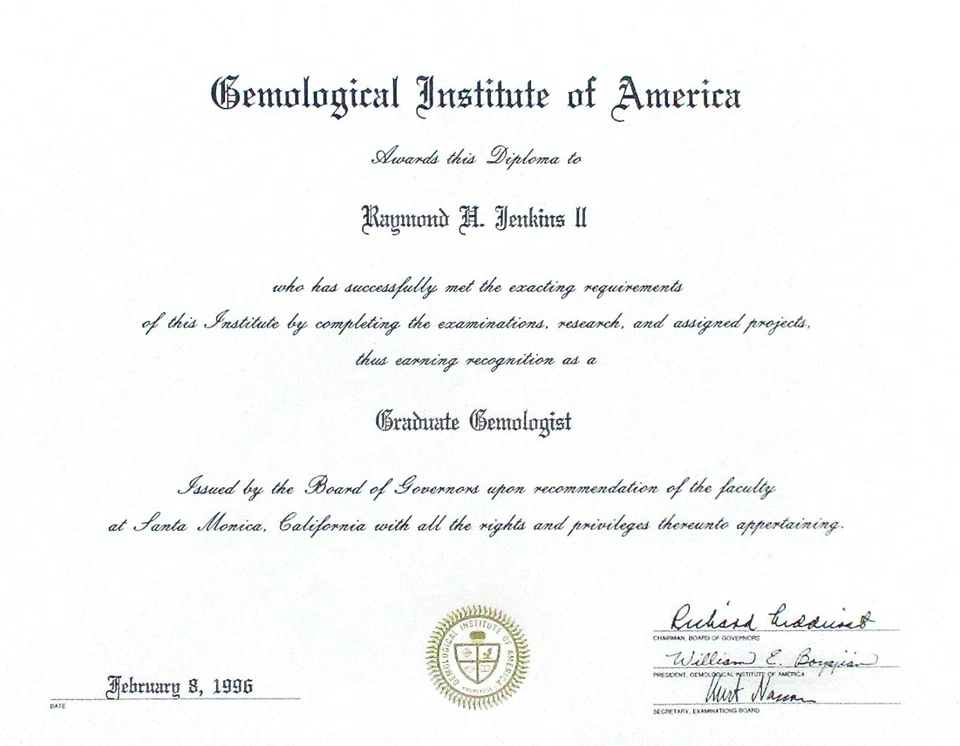 Gemological Institute of America
Awards this Diploma to
Raymond H. Jenkins II
who has successfully met the exacting requirements
of this Institute by completing the examinations, research, and assigned projects,
thus earning recognition as a
Graduate Gemologist
Issued by the Board of Governors upon recommendation of the faculty
at Santa Monica, California with all the rights and privileges thereunto appertaining.
February 8, 1996
DATE
GEMOLOGICAL INSTITUTE OF AMERICA
Richard
CHAIRMAN, BOARD OF GOVERNORS
William E.
PRESIDENT, GEMOLOGICAL INSTITUTE OF AMERICA
SECRETARY, EXAMINATIONS BOARD